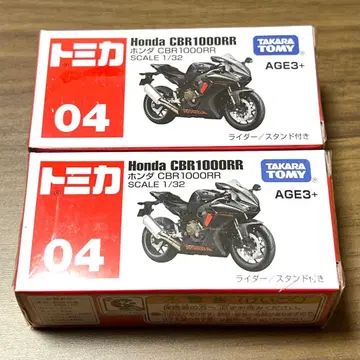 トミカ
04
Honda CBR1000RR
ホンダ CBR1000RR
SCALE 1/32
TAKARA TOMY
AGE3+
ライダー／スタンド付き
トミカ
04
Honda CBR1000RR
ホンダ CBR1000RR
SCALE 1/32
TAKARA TOMY
AGE3+
ライダー／スタンド付き